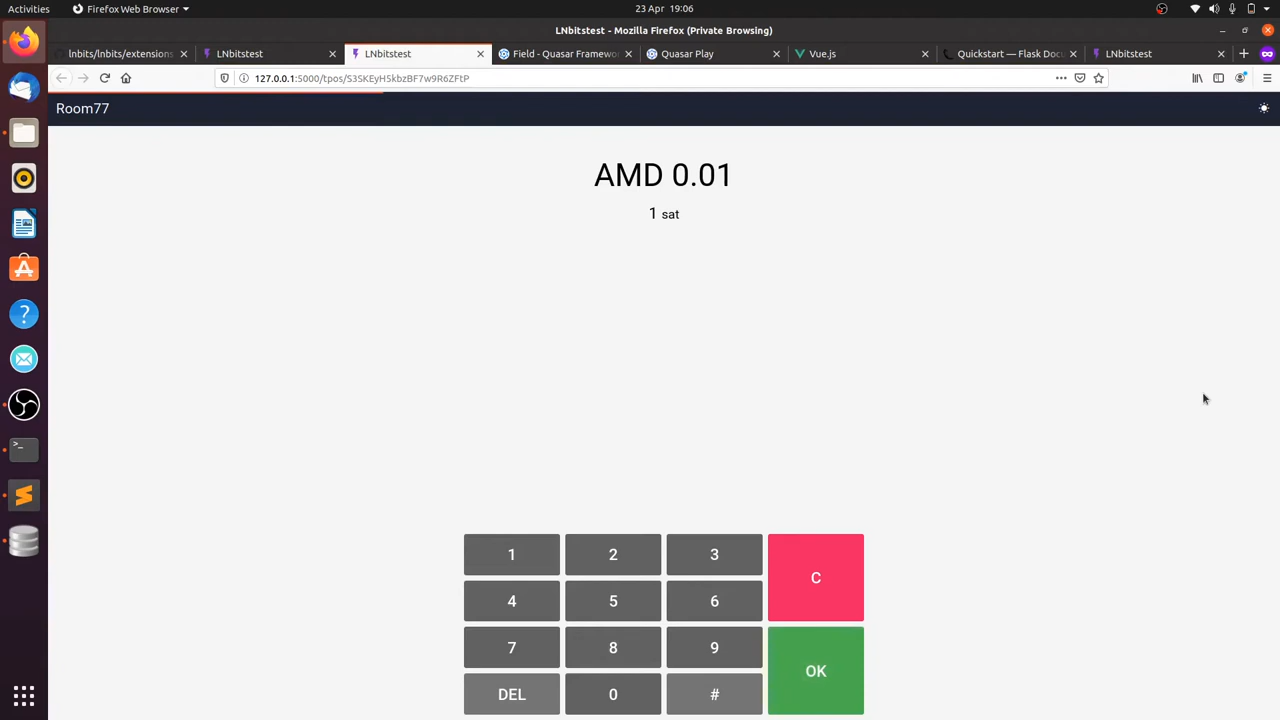 Activities
Firefox Web Browser
23 Apr 19:06
LNbitstest - Mozilla Firefox (Private Browsing)
lnbits/lnbits/extensions
LNbitstest
LNbitstest
Field - Quasar Framewo
Quasar Play
Vue.js
Quickstart — Flask Docu
LNbitstest
127.0.0.1:5000/tpos/S3SKEyH5kbzBF7w9R6ZFtP
Room77
AMD 0.01
1 sat
1 2 3 C
4 5 6
7 8 9 OK
DEL 0 #